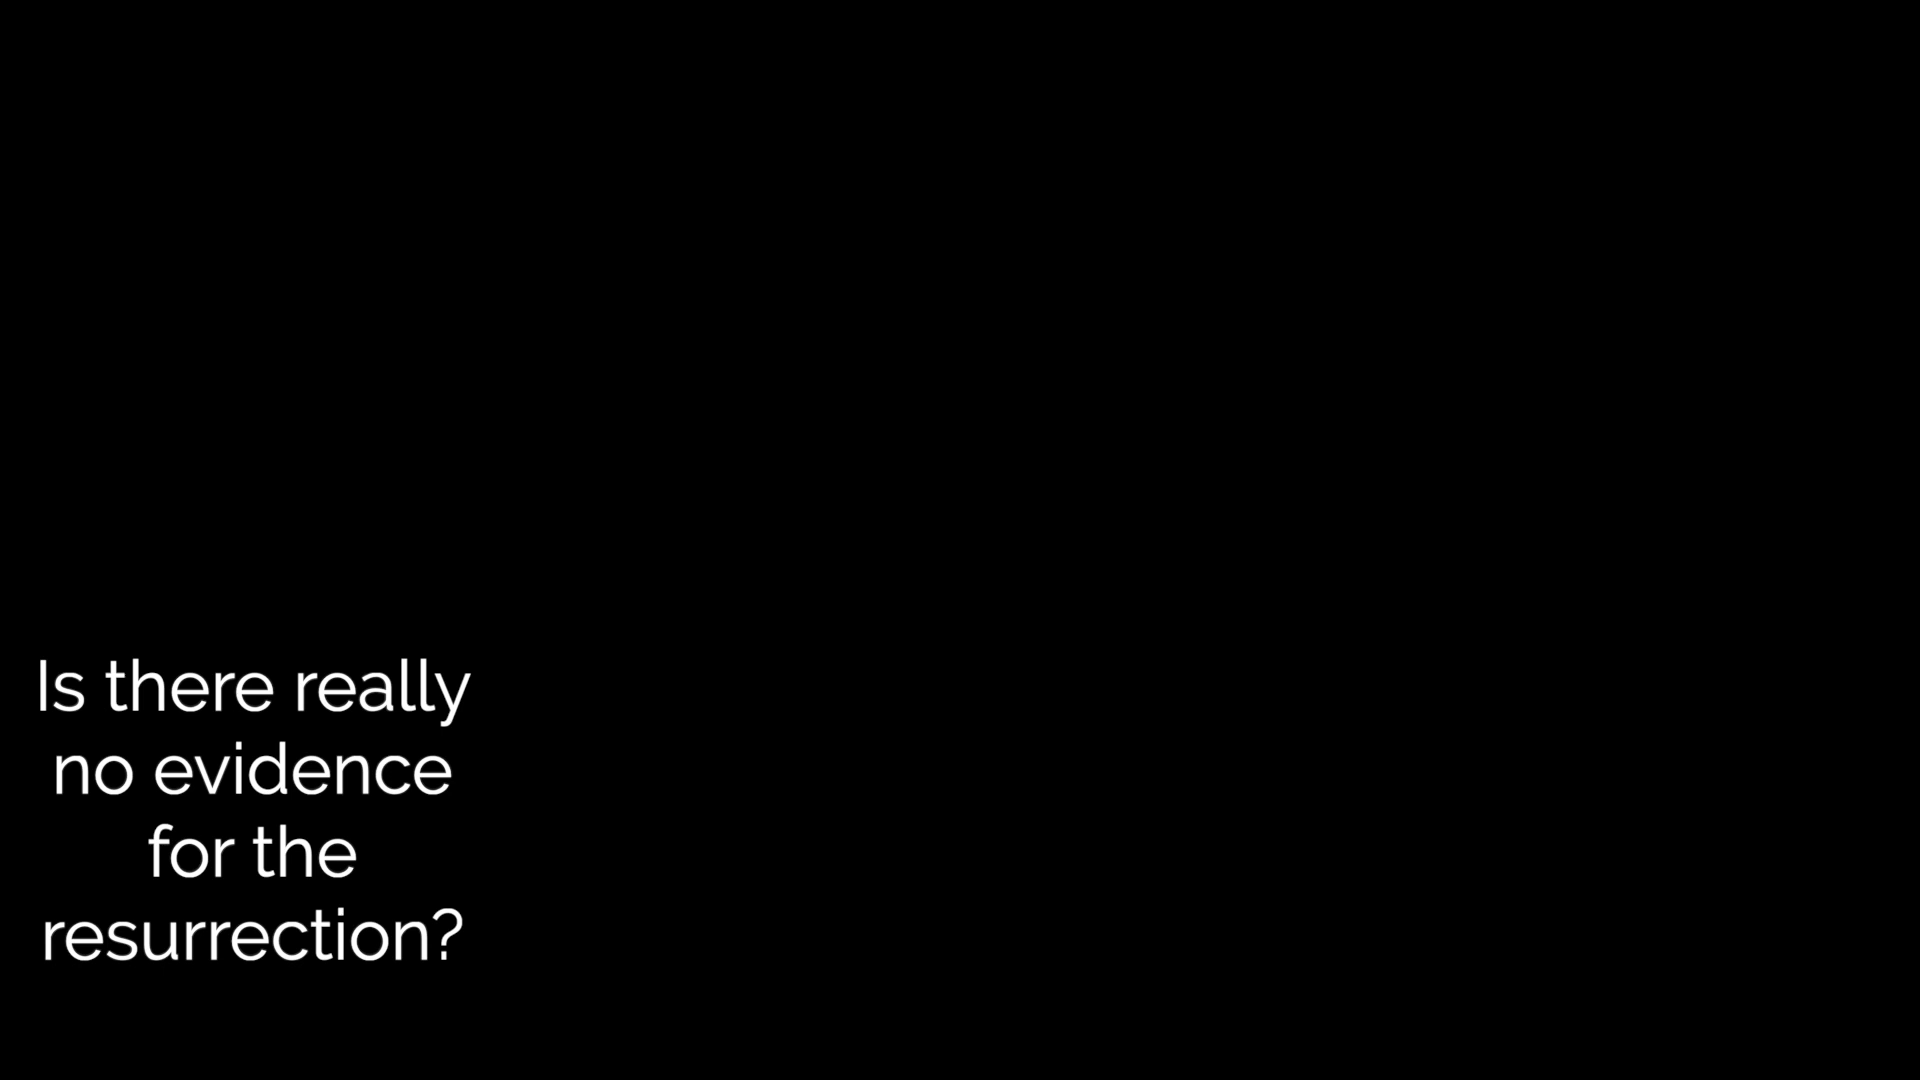 Is there really
no evidence
for the
resurrection?